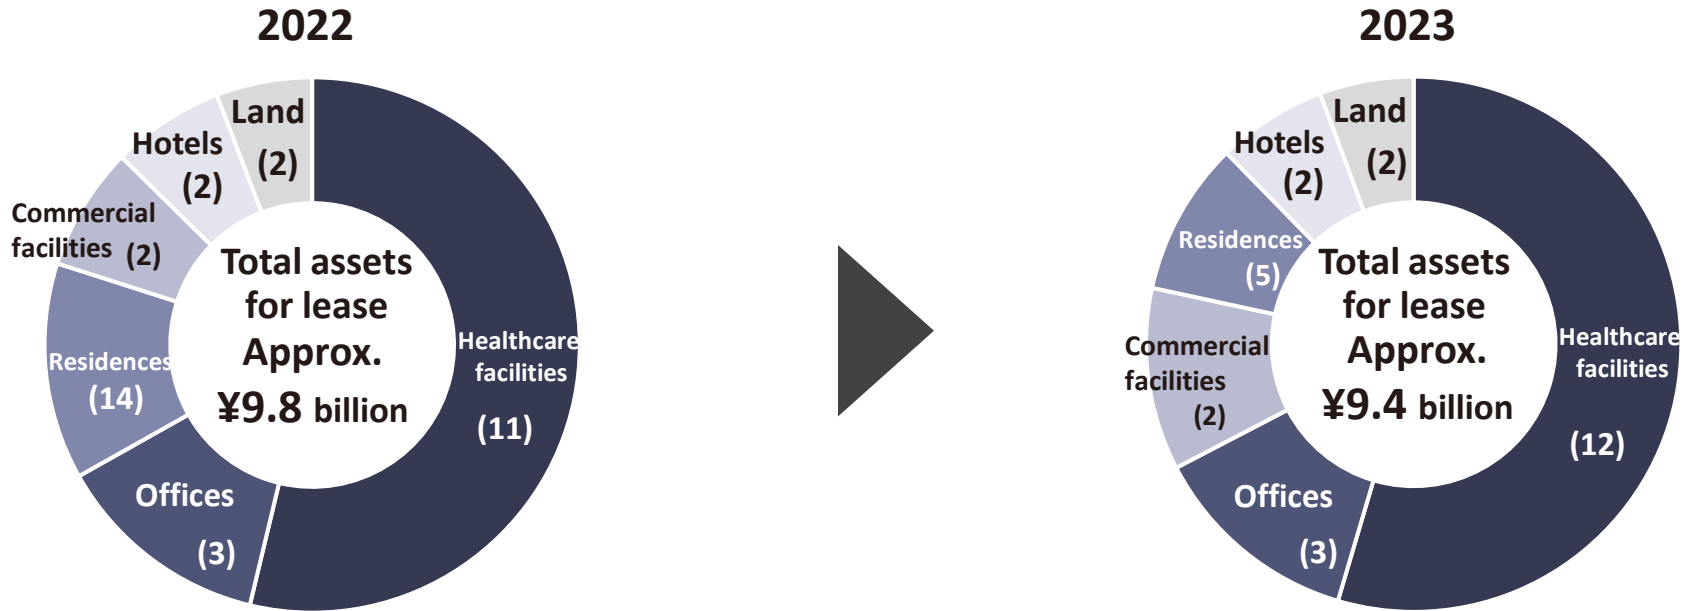 2022
Land
(2)
Hotels
(2)
Commercial
facilities (2)
Residences
(14)
Offices
(3)
Healthcare
facilities
(11)
Total assets
for lease
Approx.
¥9.8 billion
2023
Land
(2)
Hotels
(2)
Residences
(5)
Commercial
facilities
(2)
Offices
(3)
Healthcare
facilities
(12)
Total assets
for lease
Approx.
¥9.4 billion